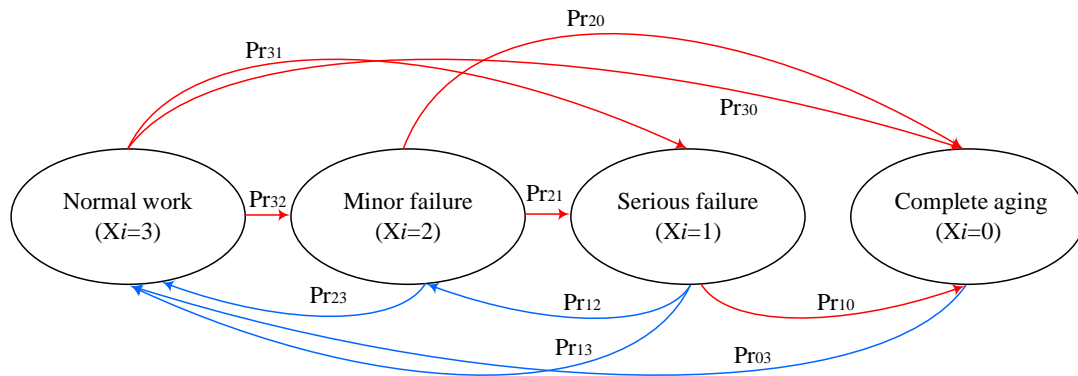 Pr20
Pr31
Pr30
Normal work
(Xi=3)
Pr32
Minor failure
(Xi=2)
Pr21
Serious failure
(Xi=1)
Complete aging
(Xi=0)
Pr23
Pr12
Pr10
Pr13
Pr03